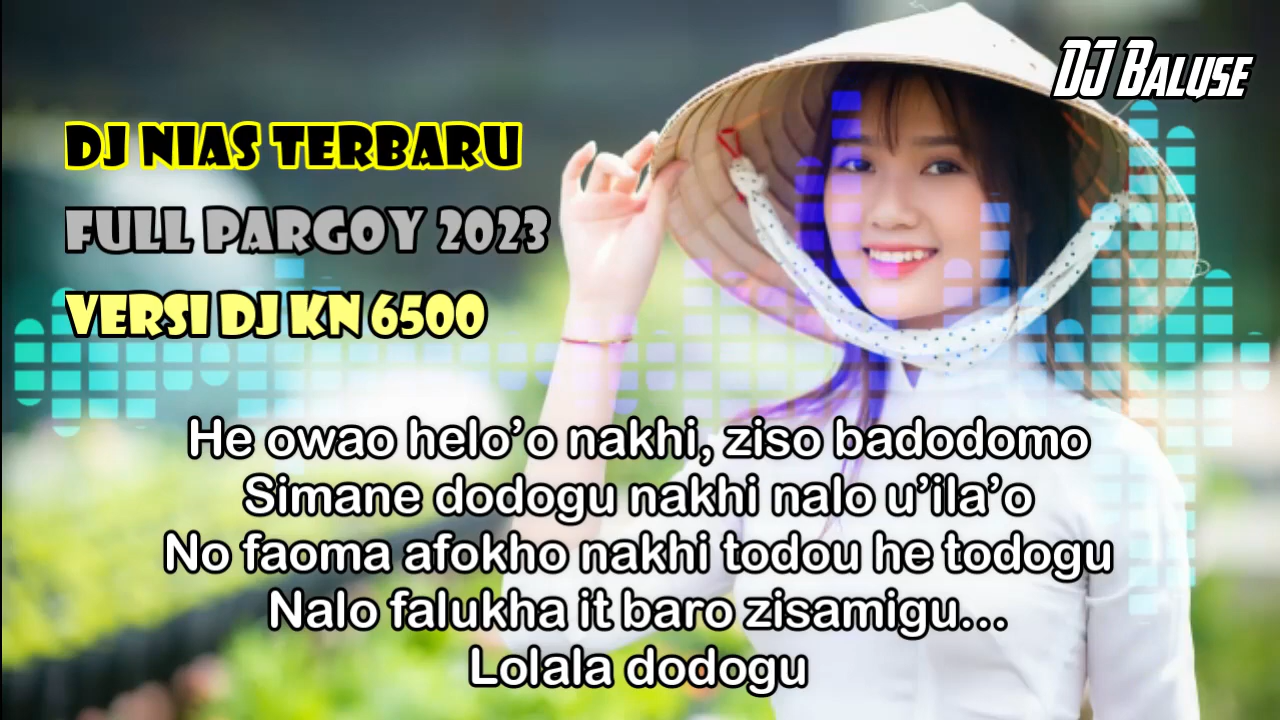 DJ Baluse
DJ NIAS TERBARU
FULL PARGOY 2023
VERSI DJ KN 6500
He owao helo’o nakhi, ziso badodomo
Simane dodogu nakhi nalo u’ila’o
No faoma afokho nakhi todou he todogu
Nalo falukha it baro zisamigu...
Lolala dodogu